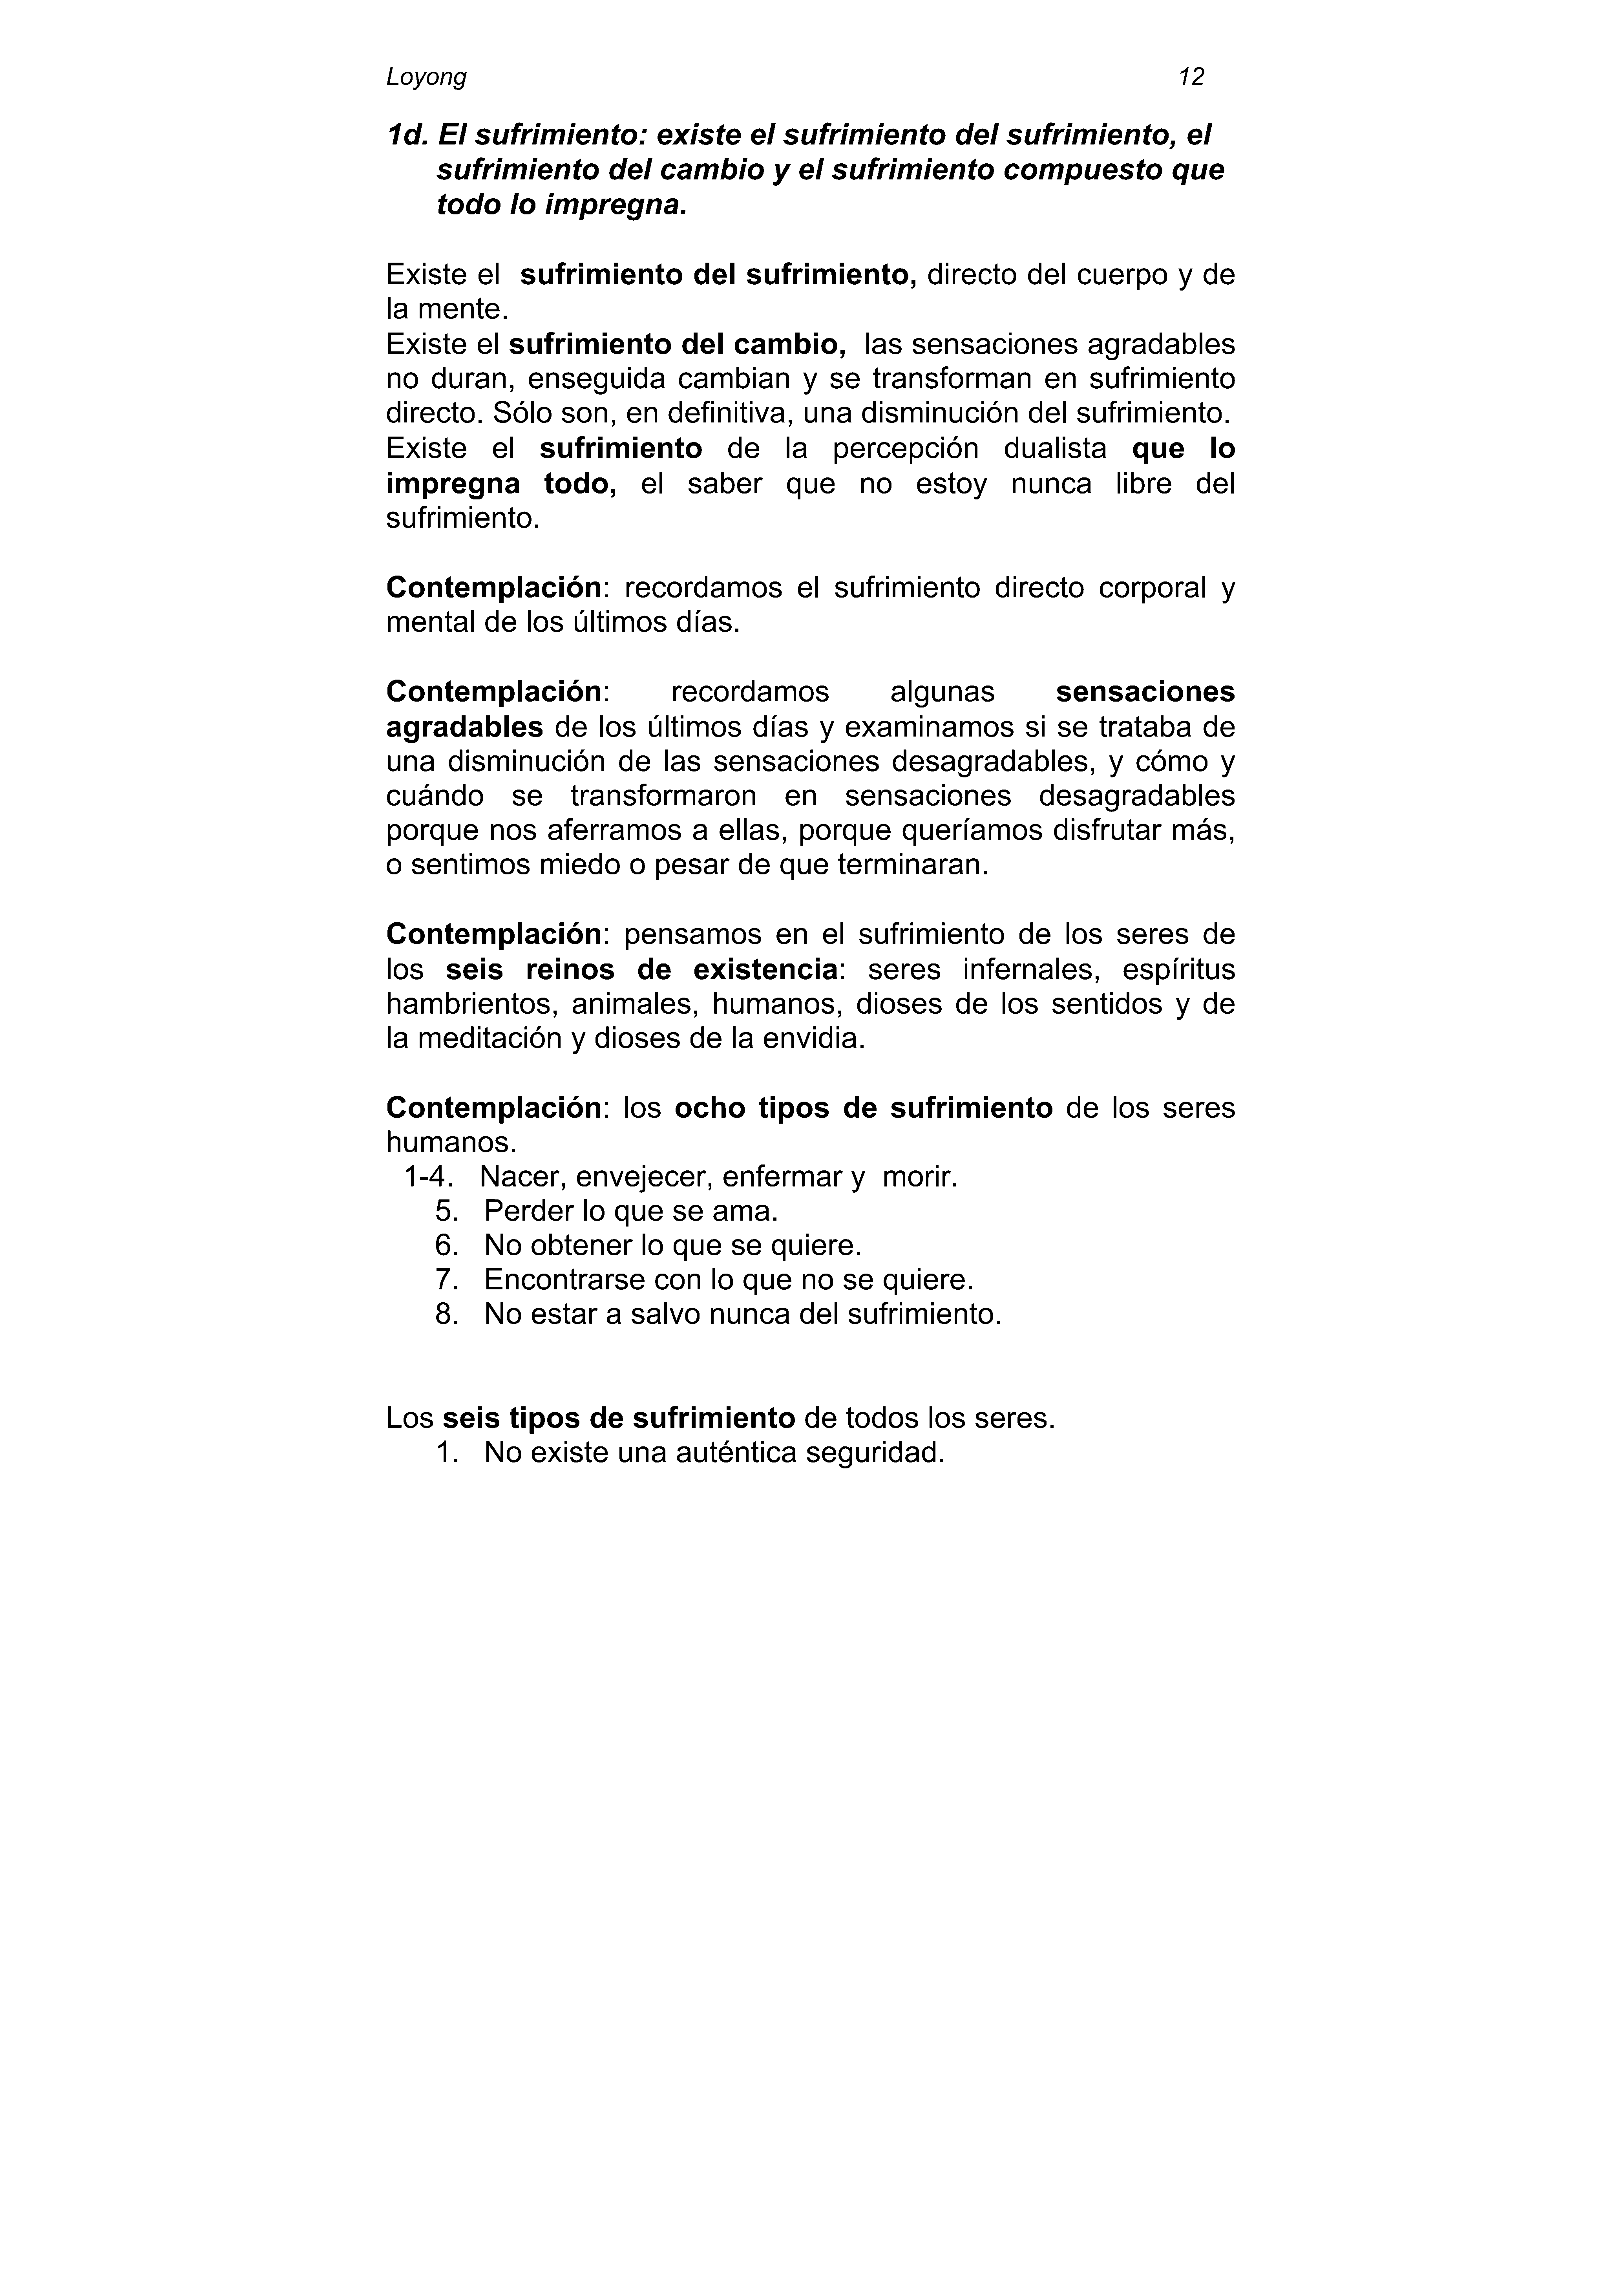 Loyong 12
1d. El sufrimiento: existe el sufrimiento del sufrimiento, el
sufrimiento del cambio y el sufrimiento compuesto que
todo lo impregna.
Existe el sufrimiento del sufrimiento, directo del cuerpo y de
la mente.
Existe el sufrimiento del cambio, las sensaciones agradables
no duran, enseguida cambian y se transforman en sufrimiento
directo. Sólo son, en definitiva, una disminución del sufrimiento.
Existe el sufrimiento de la percepción dualista que lo
impregna todo, el saber que no estoy nunca libre del
sufrimiento.
Contemplación: recordamos el sufrimiento directo corporal y
mental de los últimos días.
Contemplación: recordamos algunas sensaciones
agradables de los últimos días y examinamos si se trataba de
una disminución de las sensaciones desagradables, y cómo y
cuándo se transformaron en sensaciones desagradables
porque nos aferramos a ellas, porque queríamos disfrutar más,
o sentimos miedo o pesar de que terminaran.
Contemplación: pensamos en el sufrimiento de los seres de
los seis reinos de existencia: seres infernales, espíritus
hambrientos, animales, humanos, dioses de los sentidos y de
la meditación y dioses de la envidia.
Contemplación: los ocho tipos de sufrimiento de los seres
humanos.
1-4. Nacer, envejecer, enfermar y morir.
5. Perder lo que se ama.
6. No obtener lo que se quiere.
7. Encontrarse con lo que no se quiere.
8. No estar a salvo nunca del sufrimiento.
Los seis tipos de sufrimiento de todos los seres.
1. No existe una auténtica seguridad.